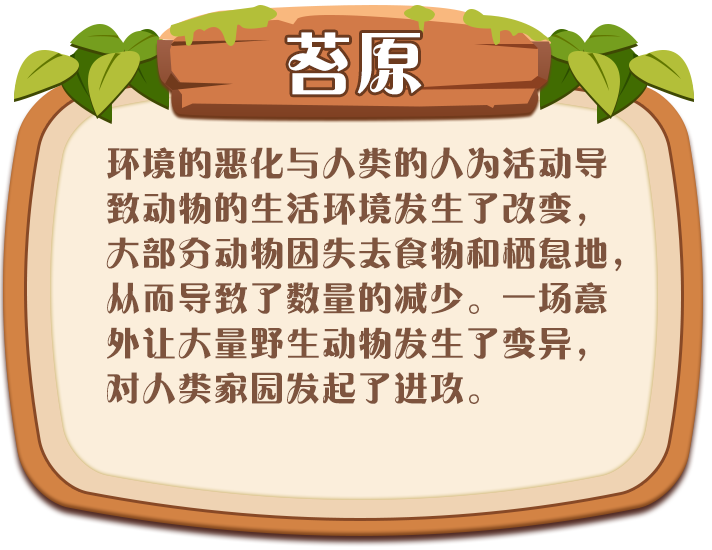 苔原
环境的恶化与人类的人为活动导
致动物的生活环境发生了改变，
大部分动物因失去食物和栖息地，
从而导致了数量的减少。一场意
外让大量野生动物发生了变异，
对人类家园发起了进攻。